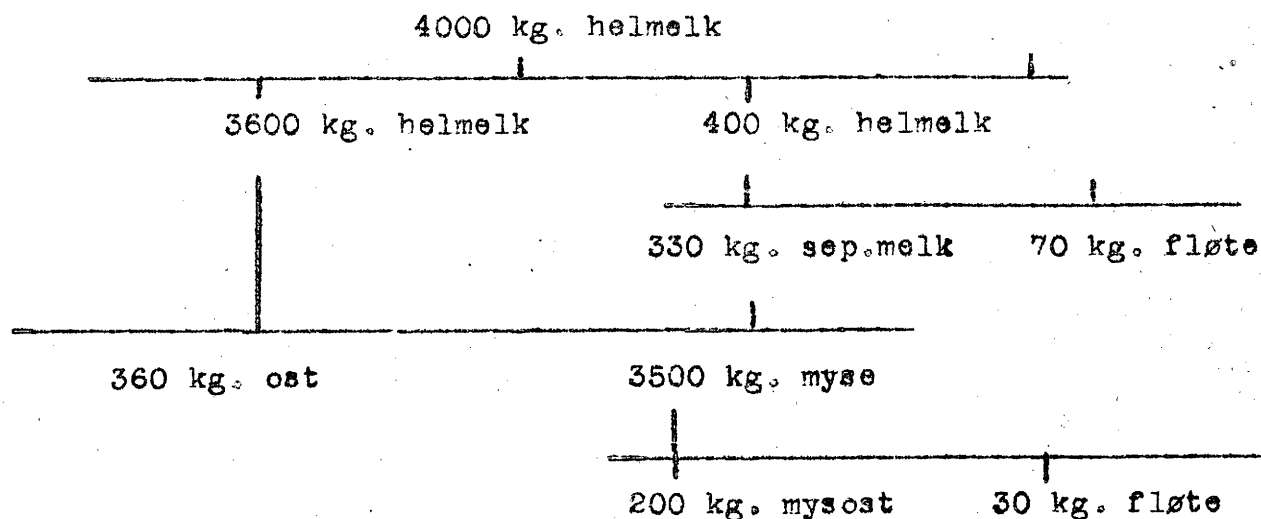 4000 kg. helmelk
3600 kg. helmelk 400 kg. helmelk
330 kg. sep.melk 70 kg. fløte
360 kg. ost 3500 kg. myse
200 kg. mysost 30 kg. fløte